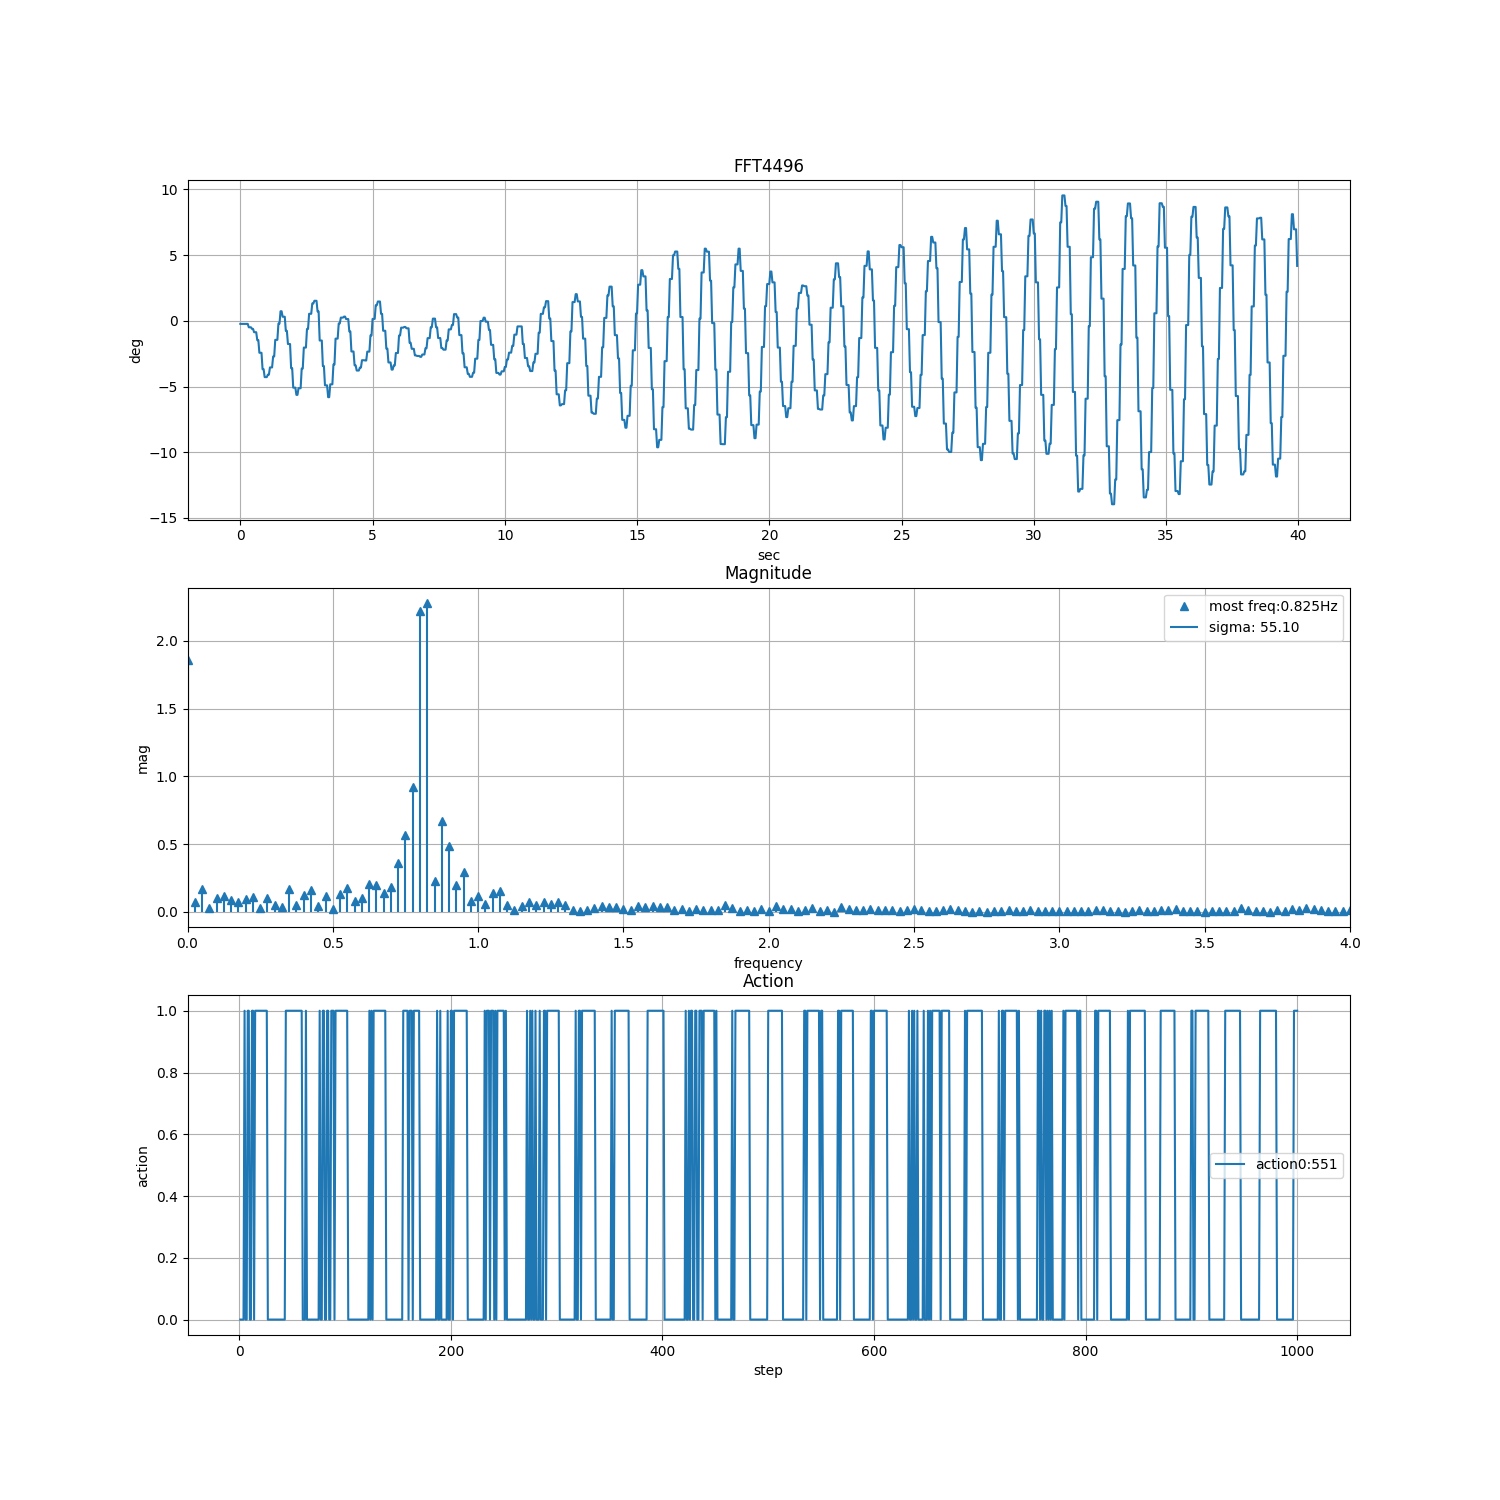 FFT4496
10
5
0
−5
−10
−15
deg
0 5 10 15 20 25 30 35 40
sec
Magnitude
most freq:0.825Hz
sigma: 55.10
2.0
1.5
1.0
0.5
0.0
mag
0.0 0.5 1.0 1.5 2.0 2.5 3.0 3.5 4.0
frequency
Action
1.0
0.8
0.6
0.4
0.2
0.0
action
action0:551
0 200 400 600 800 1000
step